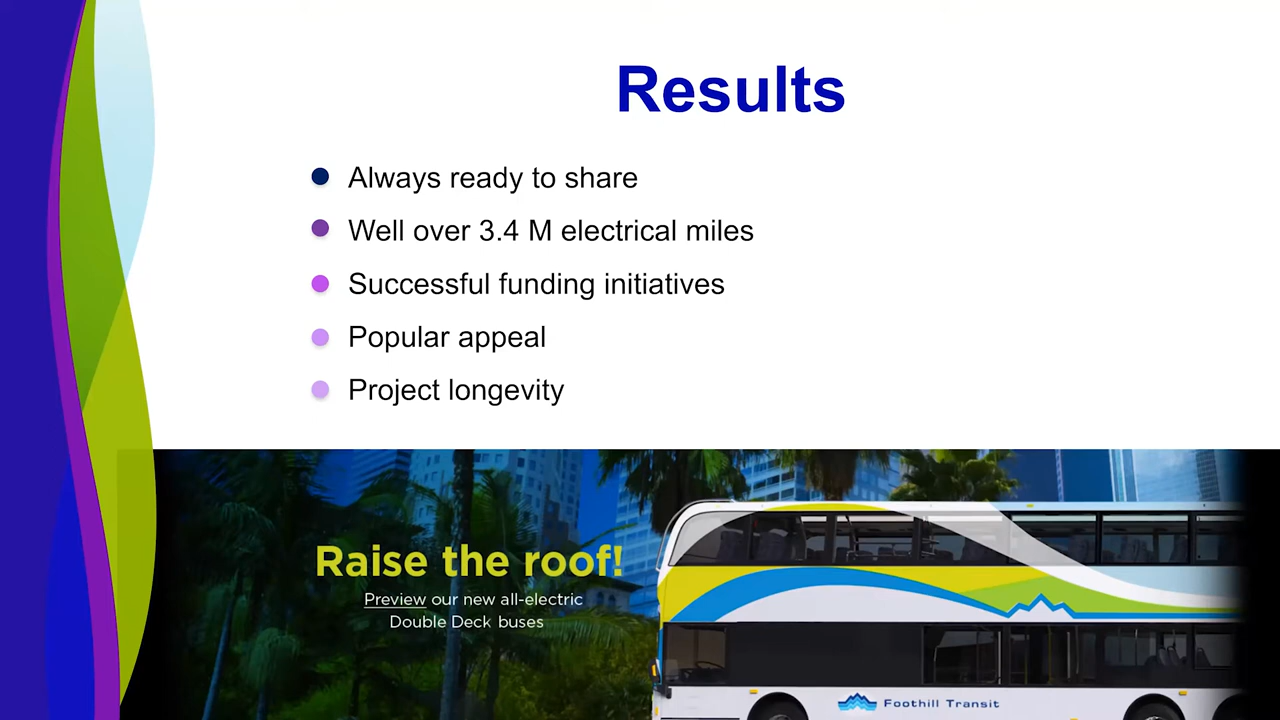 Results
Always ready to share
Well over 3.4 M electrical miles
Successful funding initiatives
Popular appeal
Project longevity
Raise the roof!
Preview our new all-electric
Double Deck buses
Foothill Transit